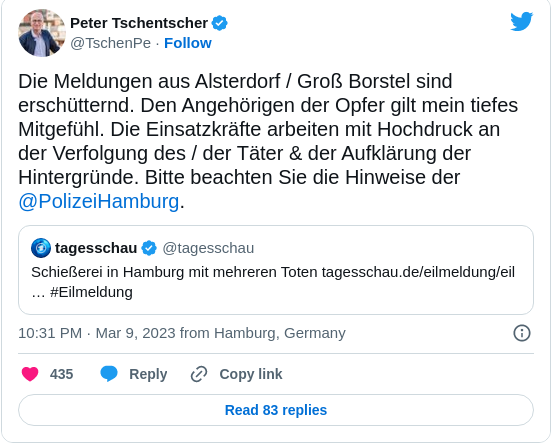 Peter Tschentscher
@TschenPe · Follow
Die Meldungen aus Alsterdorf / Groß Borstel sind
erschütternd. Den Angehörigen der Opfer gilt mein tiefes
Mitgefühl. Die Einsatzkräfte arbeiten mit Hochdruck an
der Verfolgung des / der Täter & der Aufklärung der
Hintergründe. Bitte beachten Sie die Hinweise der
@PolizeiHamburg.
tagesschau @tagesschau
Schießerei in Hamburg mit mehreren Toten tagesschau.de/eilmeldung/eil
… #Eilmeldung
10:31 PM · Mar 9, 2023 from Hamburg, Germany
435 Reply Copy link
Read 83 replies